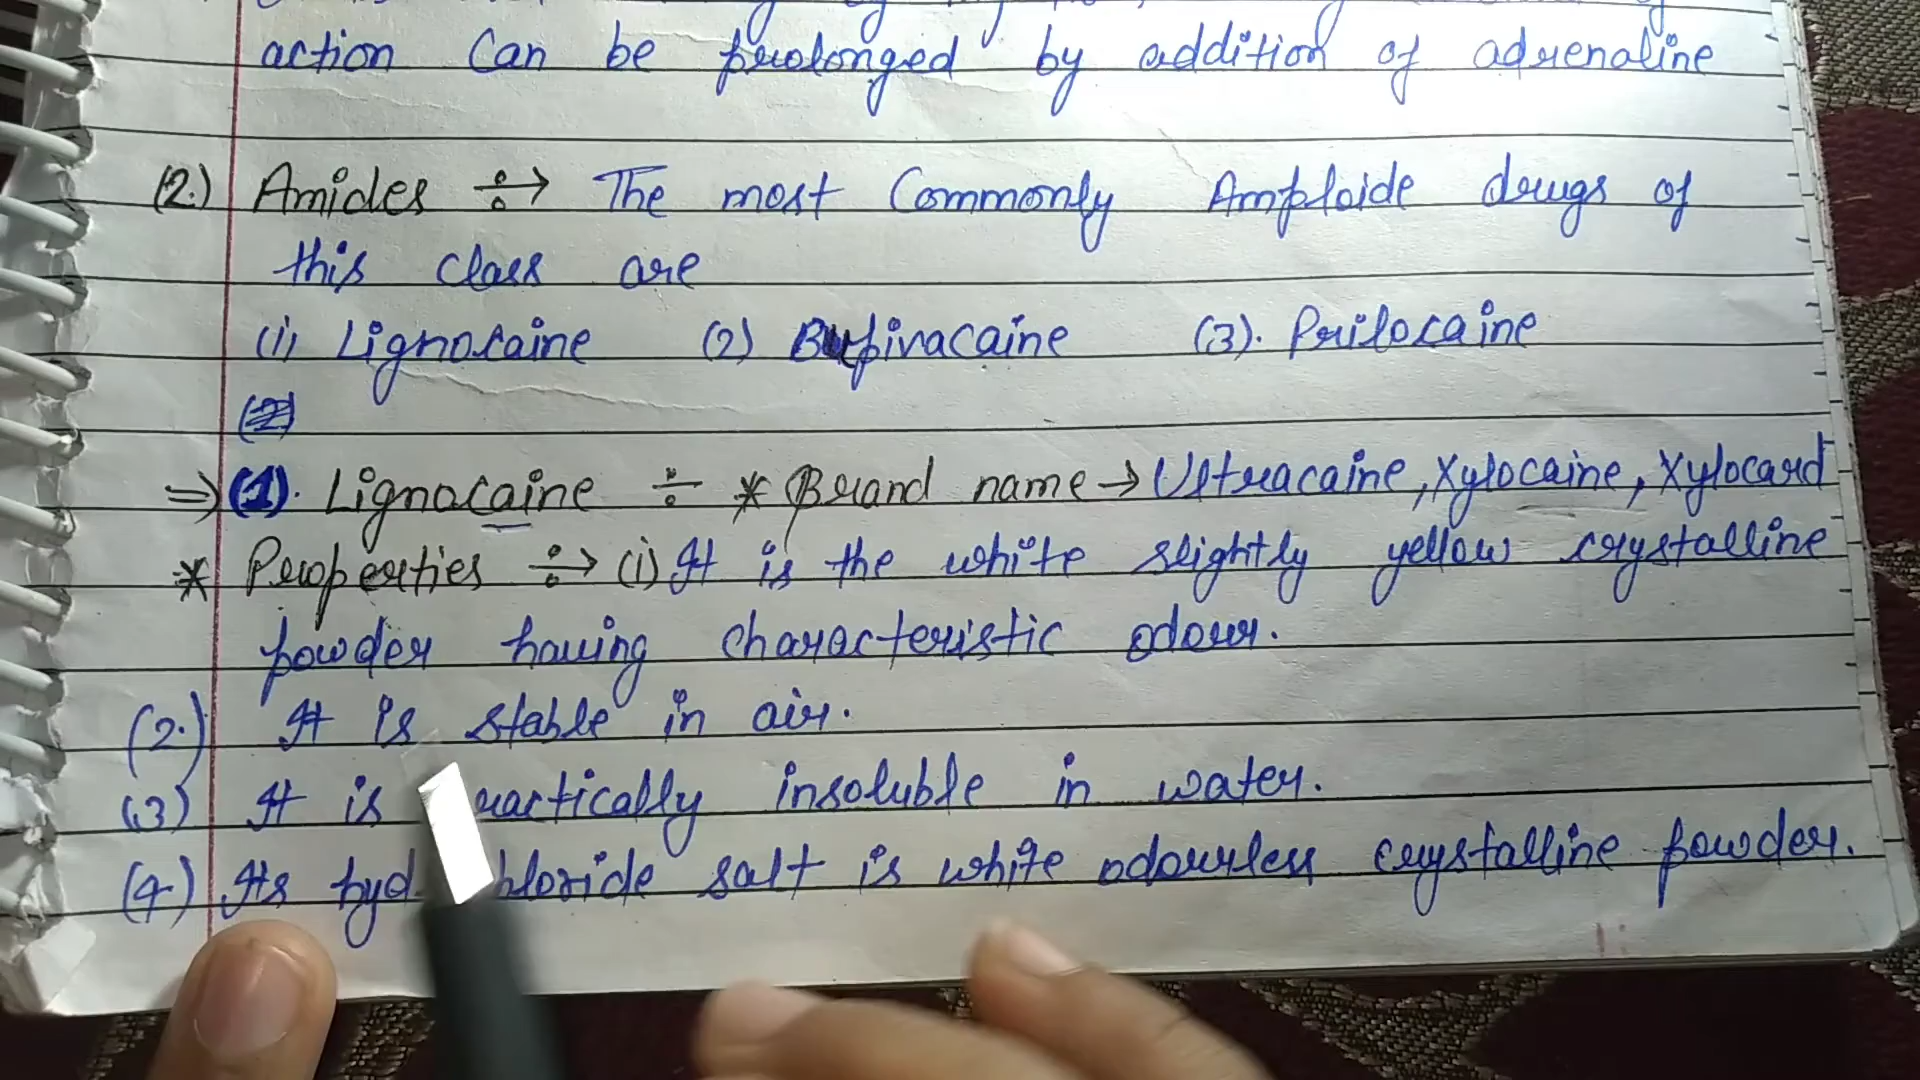 action Can be prolonged by addition of adrenaline
(2.) Amides ÷→ The most Commonly Amploide drugs of
this class are
(i) Lignocaine (2) Bupivacaine (3). Prilocaine
(2)
⇒ (1). Lignocaine ÷ * Brand name → Ultracaine, Xylocaine, Xylocard
* Properties ÷→ (i) It is the white slightly yellow crystalline
powder having characteristic odour.
(2.) It is stable in air.
(3) It is ractically insoluble in water.
(4) Its hyd hloride salt is white odourless crystalline powder.